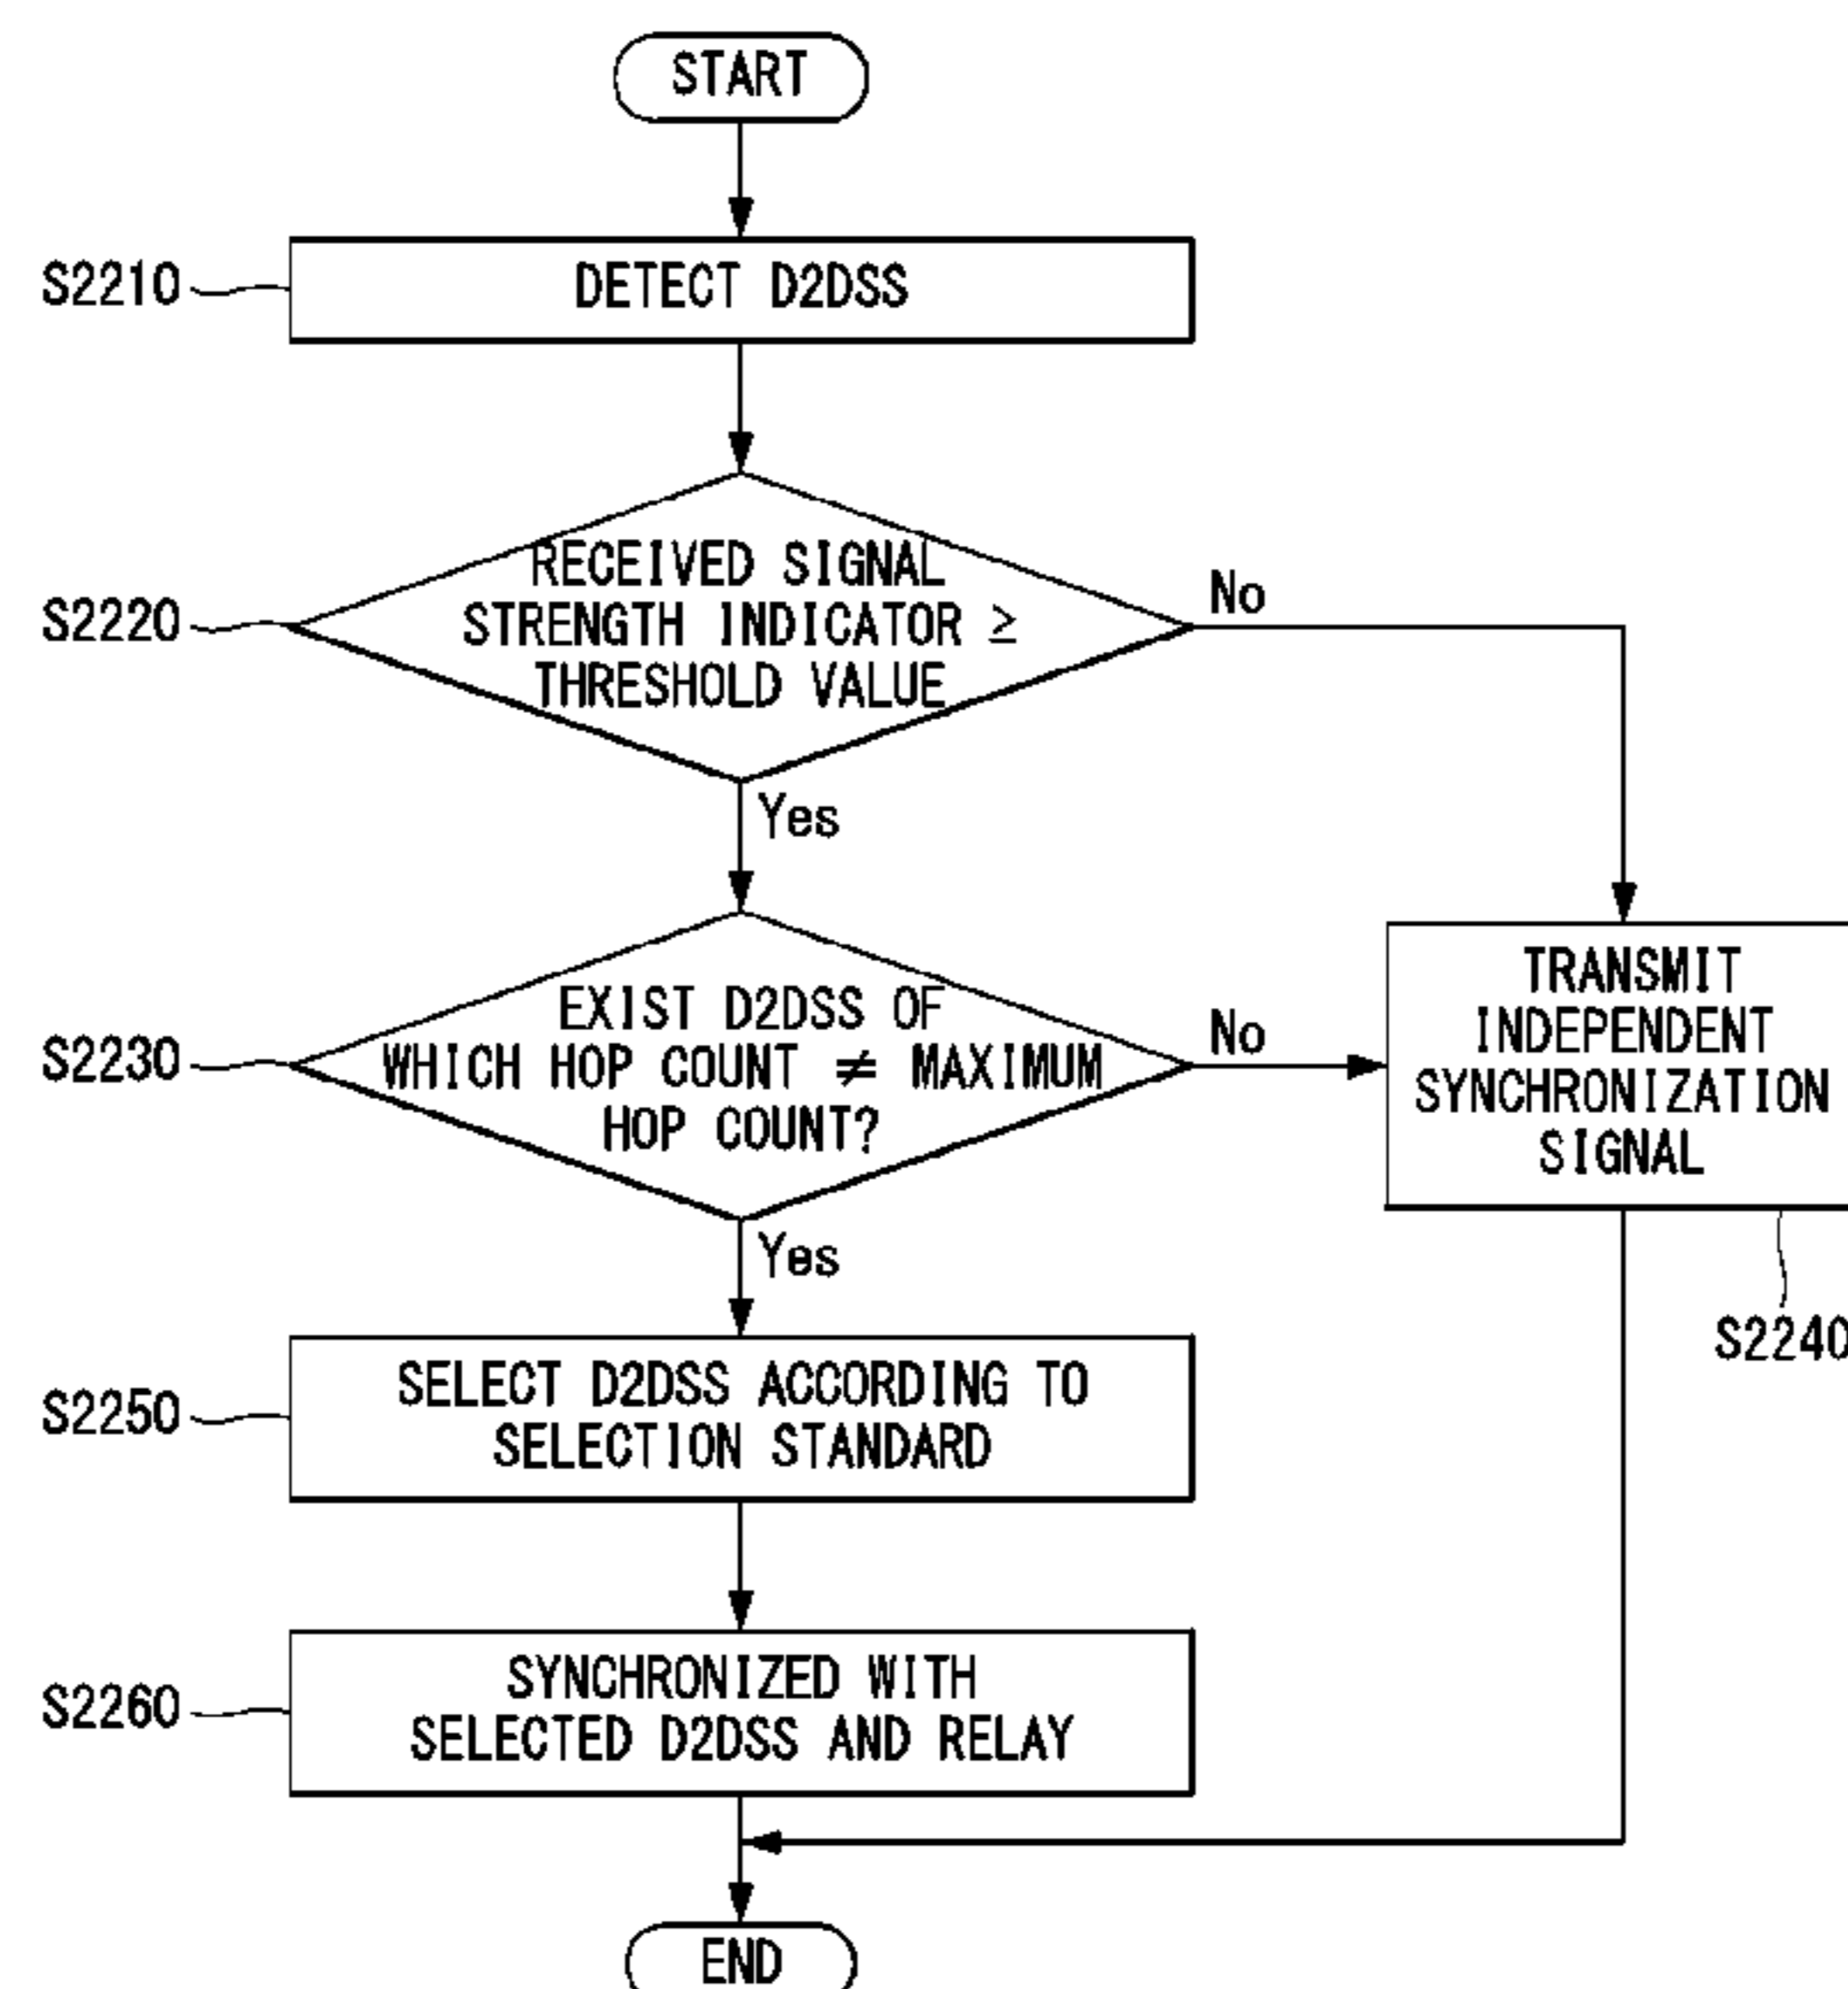 START
S2210
DETECT D2DSS
S2220
RECEIVED SIGNAL
STRENGTH INDICATOR ≥
THRESHOLD VALUE
No
Yes
S2230
EXIST D2DSS OF
WHICH HOP COUNT ≠ MAXIMUM
HOP COUNT?
No
TRANSMIT
INDEPENDENT
SYNCHRONIZATION
SIGNAL
Yes
S2240
S2250
SELECT D2DSS ACCORDING TO
SELECTION STANDARD
S2260
SYNCHRONIZED WITH
SELECTED D2DSS AND RELAY
END